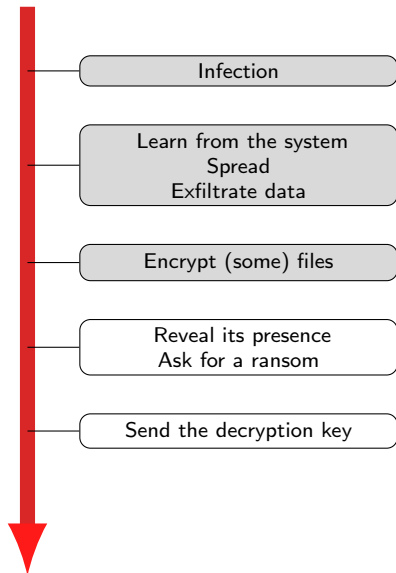 Infection
Learn from the system
Spread
Exfiltrate data
Encrypt (some) files
Reveal its presence
Ask for a ransom
Send the decryption key